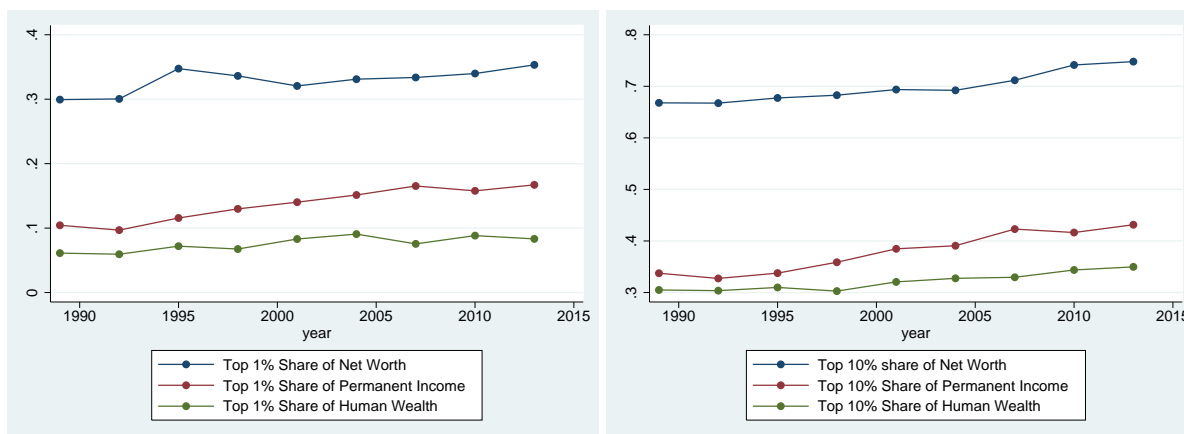 .4
.3
.2
.1
0
1990 1995 2000 2005 2010 2015
year
Top 1% Share of Net Worth
Top 1% Share of Permanent Income
Top 1% Share of Human Wealth
.8
.7
.6
.5
.4
.3
1990 1995 2000 2005 2010 2015
year
Top 10% share of Net Worth
Top 10% Share of Permanent Income
Top 10% Share of Human Wealth